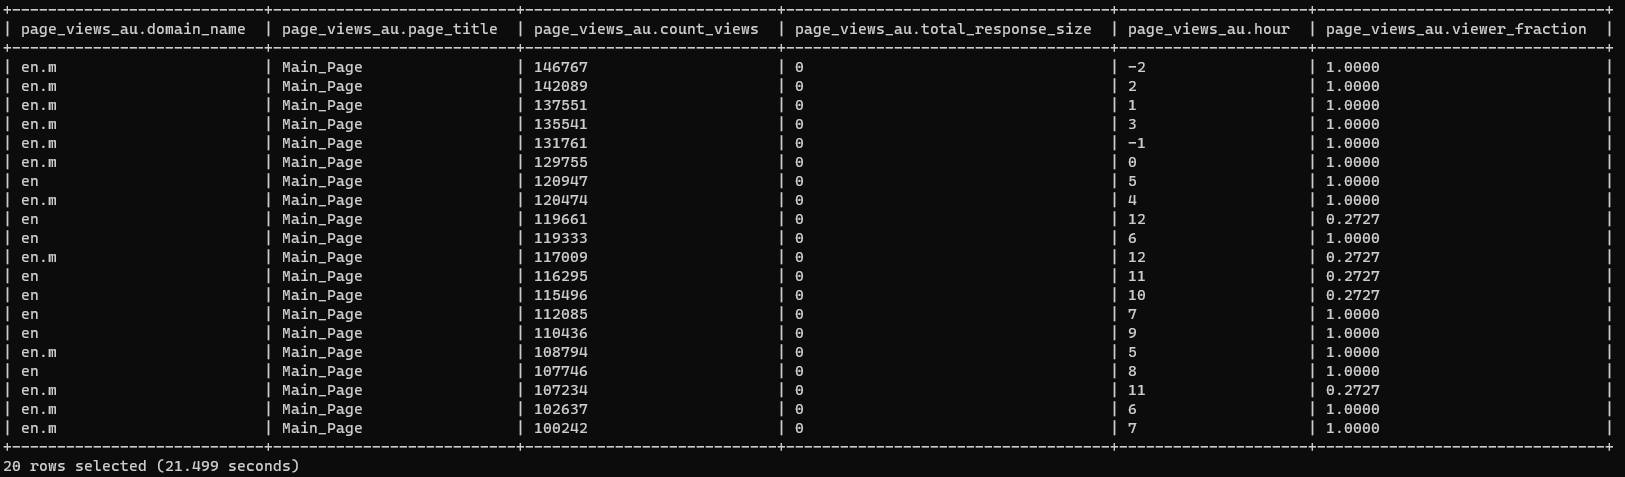 | page_views_au.domain_name | page_views_au.page_title | page_views_au.count_views | page_views_au.total_response_size | page_views_au.hour | page_views_au.viewer_fraction |
| en.m | Main_Page | 146767 | 0 | -2 | 1.0000 |
| en.m | Main_Page | 142089 | 0 | 2 | 1.0000 |
| en.m | Main_Page | 137551 | 0 | 1 | 1.0000 |
| en.m | Main_Page | 135541 | 0 | 3 | 1.0000 |
| en.m | Main_Page | 131761 | 0 | -1 | 1.0000 |
| en.m | Main_Page | 129755 | 0 | 0 | 1.0000 |
| en | Main_Page | 120947 | 0 | 5 | 1.0000 |
| en.m | Main_Page | 120474 | 0 | 4 | 1.0000 |
| en | Main_Page | 119661 | 0 | 12 | 0.2727 |
| en | Main_Page | 119333 | 0 | 6 | 1.0000 |
| en.m | Main_Page | 117009 | 0 | 12 | 0.2727 |
| en | Main_Page | 116295 | 0 | 11 | 0.2727 |
| en | Main_Page | 115496 | 0 | 10 | 0.2727 |
| en | Main_Page | 112085 | 0 | 7 | 1.0000 |
| en | Main_Page | 110436 | 0 | 9 | 1.0000 |
| en.m | Main_Page | 108794 | 0 | 5 | 1.0000 |
| en | Main_Page | 107746 | 0 | 8 | 1.0000 |
| en.m | Main_Page | 107234 | 0 | 11 | 0.2727 |
| en.m | Main_Page | 102637 | 0 | 6 | 1.0000 |
| en.m | Main_Page | 100242 | 0 | 7 | 1.0000 |
20 rows selected (21.499 seconds)